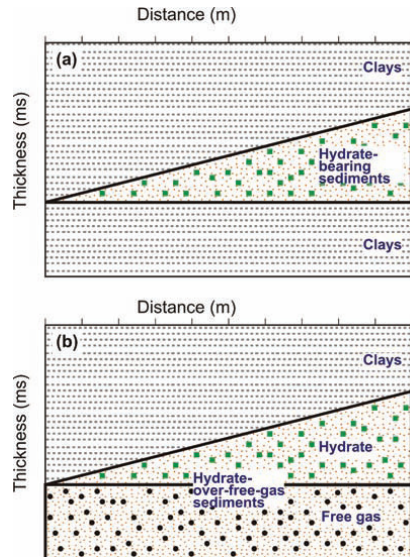 Distance (m)
(a)
Clays
Thickness (ms)
Hydrate-
bearing
sediments
Clays
Distance (m)
(b)
Clays
Thickness (ms)
Hydrate
Hydrate-
over-free-gas
sediments
Free gas